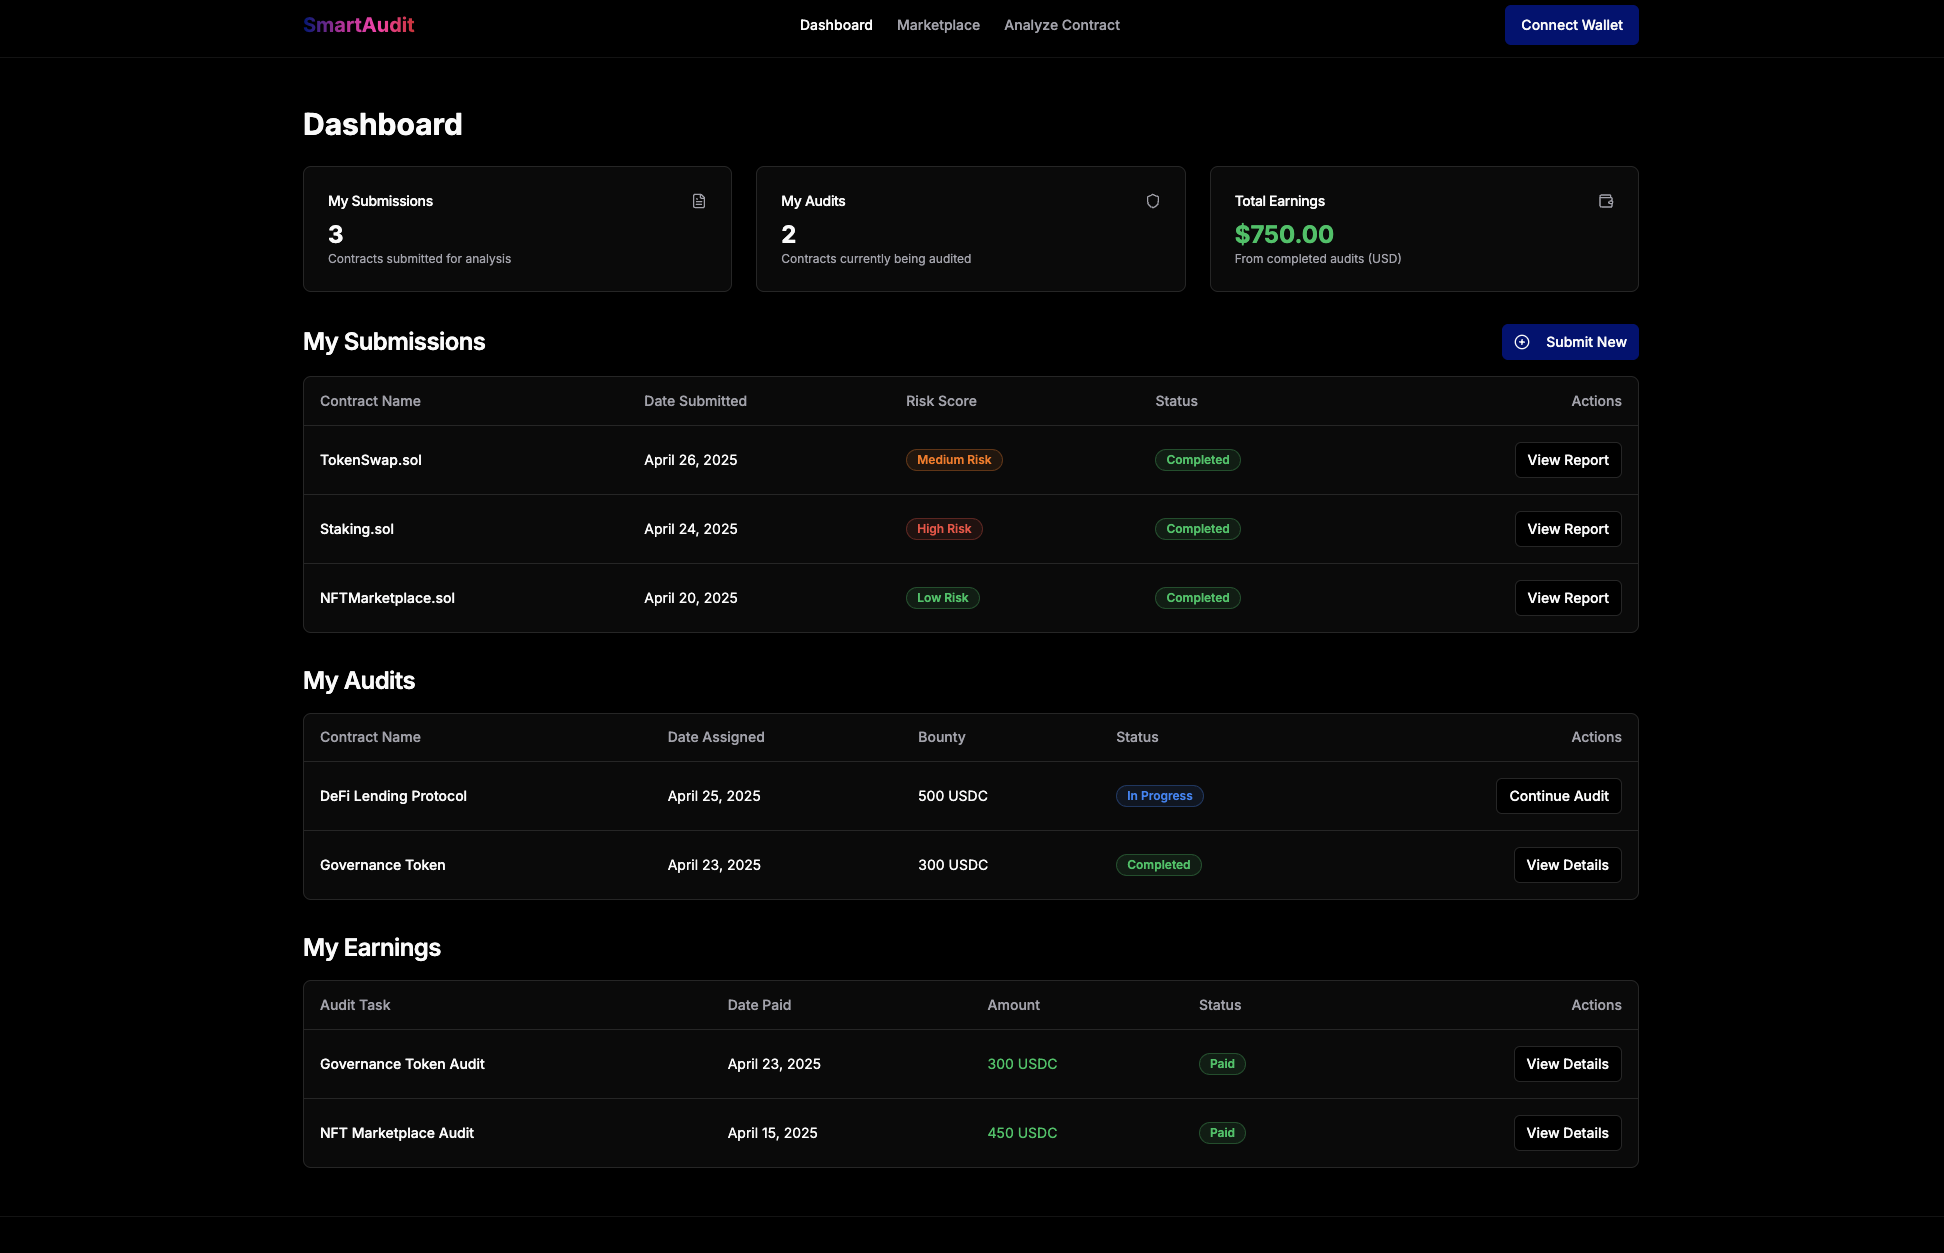 SmartAudit
Dashboard Marketplace Analyze Contract
Connect Wallet
Dashboard
My Submissions
3
Contracts submitted for analysis
My Audits
2
Contracts currently being audited
Total Earnings
$750.00
From completed audits (USD)
My Submissions
Submit New
Contract Name Date Submitted Risk Score Status Actions
TokenSwap.sol April 26, 2025 Medium Risk Completed View Report
Staking.sol April 24, 2025 High Risk Completed View Report
NFTMarketplace.sol April 20, 2025 Low Risk Completed View Report
My Audits
Contract Name Date Assigned Bounty Status Actions
DeFi Lending Protocol April 25, 2025 500 USDC In Progress Continue Audit
Governance Token April 23, 2025 300 USDC Completed View Details
My Earnings
Audit Task Date Paid Amount Status Actions
Governance Token Audit April 23, 2025 300 USDC Paid View Details
NFT Marketplace Audit April 15, 2025 450 USDC Paid View Details